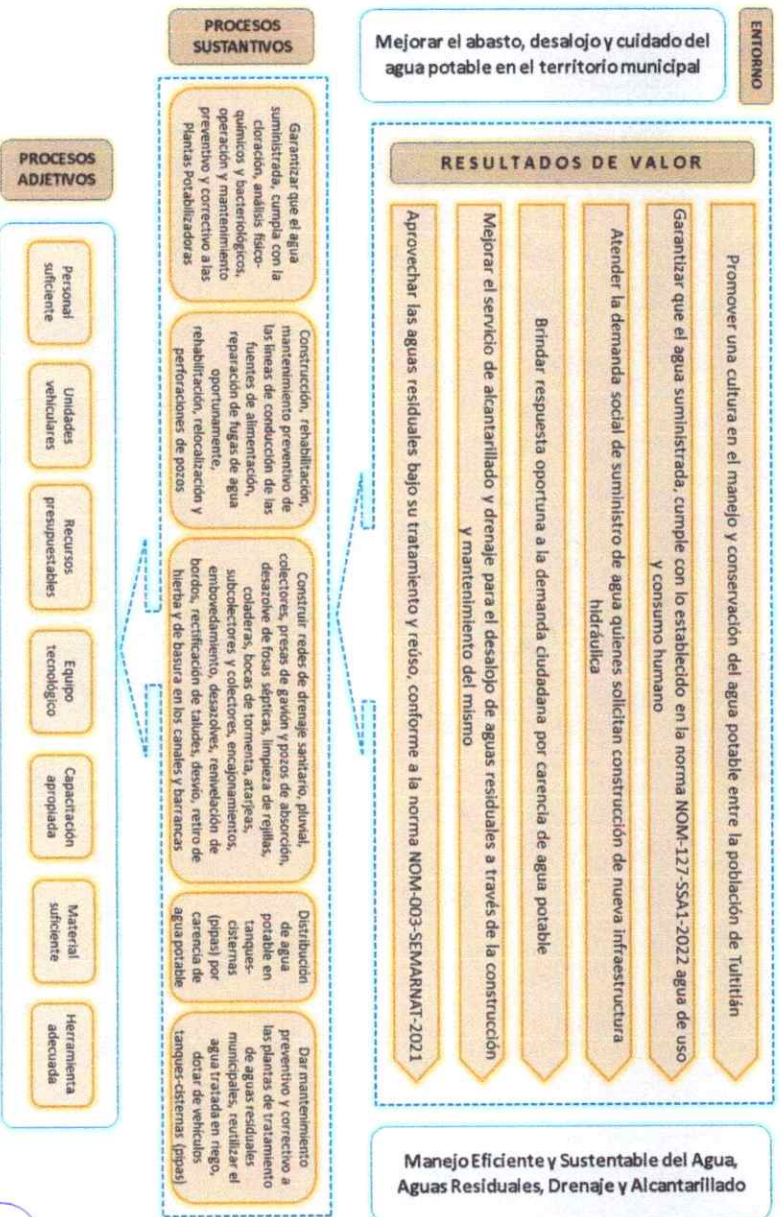 ENTORNO
Mejorar el abasto, desalojo y cuidado del
agua potable en el territorio municipal
RESULTADOS DE VALOR
Promover una cultura en el manejo y conservación del agua potable entre la población de Tultitlán
Garantizar que el agua suministrada, cumple con lo establecido en la norma NOM-127-SSA1-2022 agua de uso
y consumo humano
Atender la demanda social de suministro de agua quienes solicitan construcción de nueva infraestructura
hidráulica
Brindar respuesta oportuna a la demanda ciudadana por carencia de agua potable
Mejorar el servicio de alcantarillado y drenaje para el desalojo de aguas residuales a través de la construcción
y mantenimiento del mismo
Aprovechar las aguas residuales bajo su tratamiento y reúso, conforme a la norma NOM-003-SEMARNAT-2021
Manejo Eficiente y Sustentable del Agua,
Aguas Residuales, Drenaje y Alcantarillado
PROCESOS
SUSTANTIVOS
Garantizar que el agua
suministrada, cumpla con la
cloración, análisis físico-
químicos y bacteriológicos,
operación y mantenimiento
preventivo y correctivo a las
Plantas Potabilizadoras
Construcción, rehabilitación,
mantenimiento preventivo de
las líneas de conducción de las
fuentes de alimentación,
reparación de fugas de agua
oportunamente,
rehabilitación, relocalización y
perforaciones de pozos
Construir redes de drenaje sanitario, pluvial,
colectores, presas de gavión y pozos de absorción,
desazolve de fosas sépticas, limpieza de rejillas,
coladeras, bocas de tormenta, atarjeas,
subcolectores y colectores, encajonamientos,
embovedamiento, desazolves, renivelación de
bordos, rectificación de taludes, desvío, retiro de
hierba y de basura en los canales y barrancas
Distribución
de agua
potable en
tanques-
cisternas
(pipas) por
carencia de
agua potable
Dar mantenimiento
preventivo y correctivo a
las plantas de tratamiento
de aguas residuales
municipales, reutilizar el
agua tratada en riego,
dotar de vehículos
tanques-cisternas (pipas)
PROCESOS
ADJETIVOS
Personal
suficiente
Unidades
vehiculares
Recursos
presupuestables
Equipo
tecnológico
Capacitación
apropiada
Material
suficiente
Herramienta
adecuada